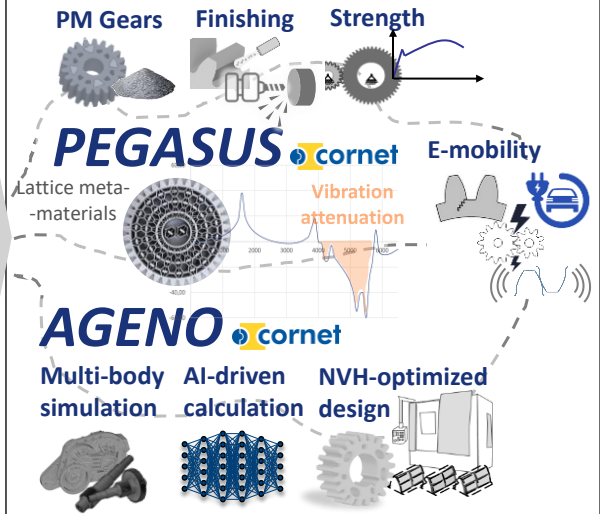 PM Gears
Finishing
Strength
PEGASUS cornet
E-mobility
Lattice meta-
-materials
Vibration
attenuation
2000
3000
4000
5000
6000
-40,00
AGENO cornet
Multi-body
simulation
AI-driven
calculation
NVH-optimized
design